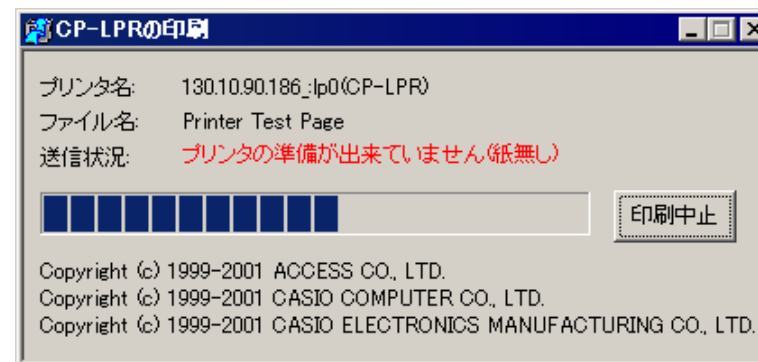 CP-LPRの印刷
プリンタ名: 130.10.90.186_:lp0(CP-LPR)
ファイル名: Printer Test Page
送信状況: プリンタの準備が出来ていません(紙無し)
印刷中止
Copyright (c) 1999-2001 ACCESS CO., LTD.
Copyright (c) 1999-2001 CASIO COMPUTER CO., LTD.
Copyright (c) 1999-2001 CASIO ELECTRONICS MANUFACTURING CO., LTD.